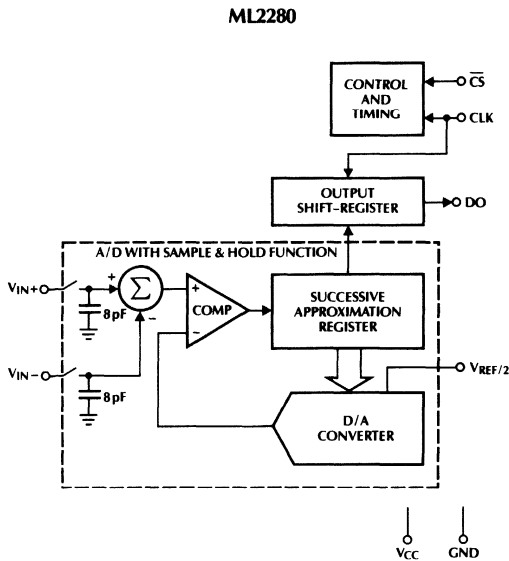 ML2280
CONTROL
AND
TIMING
C̅S̅
CLK
OUTPUT
SHIFT-REGISTER
DO
A/D WITH SAMPLE & HOLD FUNCTION
VIN+
+
Σ
-
8pF
+
COMP
-
SUCCESSIVE
APPROXIMATION
REGISTER
VIN-
8pF
VREF/2
D/A
CONVERTER
VCC
GND